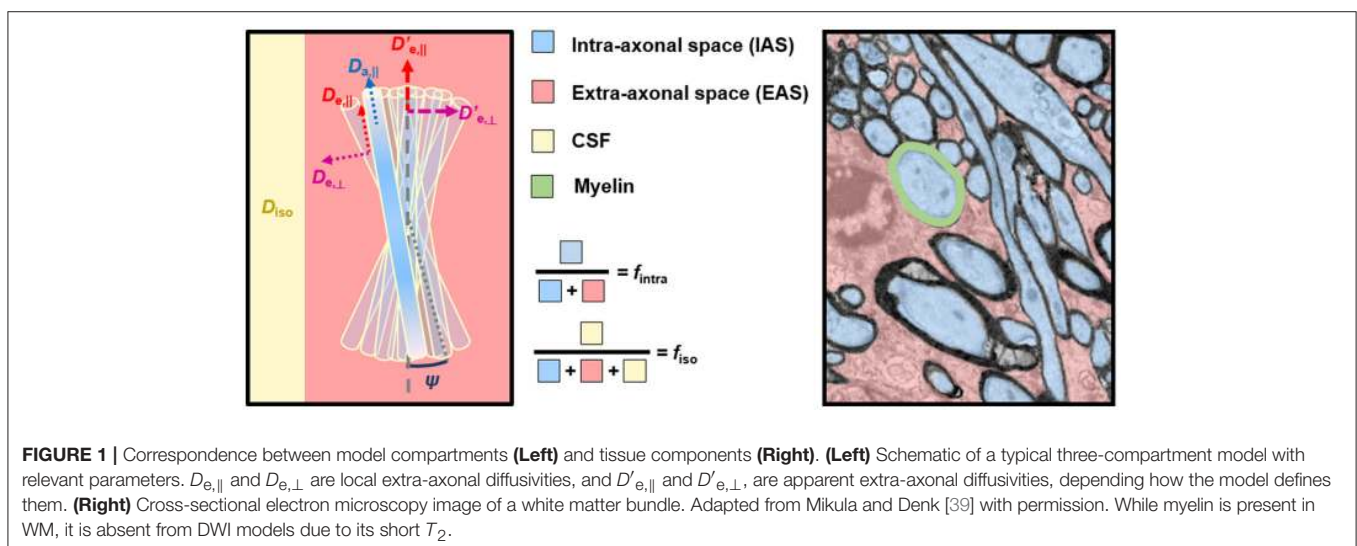 D′e,||
Da,||
De,||
D′e,⊥
De,⊥
Diso
ψ
Intra-axonal space (IAS)
Extra-axonal space (EAS)
CSF
Myelin
+
= fintra
+ +
= fiso
FIGURE 1 | Correspondence between model compartments (Left) and tissue components (Right). (Left) Schematic of a typical three-compartment model with
relevant parameters. De,|| and De,⊥ are local extra-axonal diffusivities, and D′e,|| and D′e,⊥, are apparent extra-axonal diffusivities, depending how the model defines
them. (Right) Cross-sectional electron microscopy image of a white matter bundle. Adapted from Mikula and Denk [39] with permission. While myelin is present in
WM, it is absent from DWI models due to its short T2.